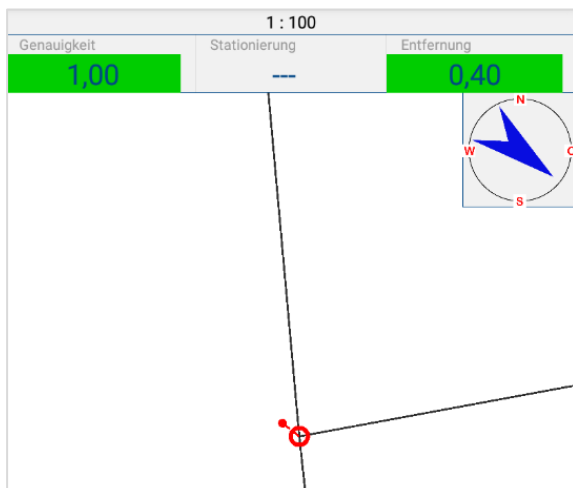 1 : 100
Genauigkeit Stationierung Entfernung
1,00 --- 0,40
N
W O
S